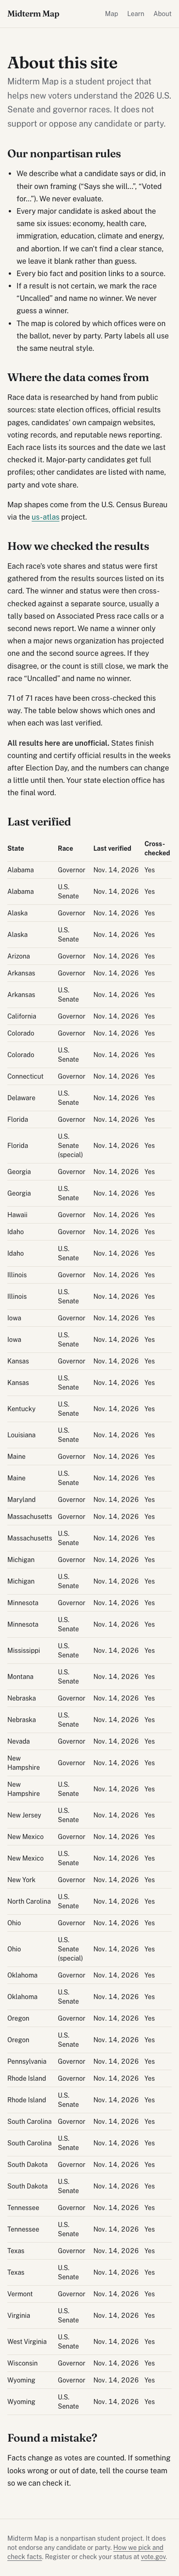 Midterm Map
Map Learn About
About this site
Midterm Map is a student project that
helps new voters understand the 2026 U.S.
Senate and governor races. It does not
support or oppose any candidate or party.
Our nonpartisan rules
• We describe what a candidate says or did, in
their own framing (“Says she will…”, “Voted
for…”). We never evaluate.
• Every major candidate is asked about the
same six issues: economy, health care,
immigration, education, climate and energy,
and abortion. If we can’t find a clear stance,
we leave it blank rather than guess.
• Every bio fact and position links to a source.
• If a result is not certain, we mark the race
“Uncalled” and name no winner. We never
guess a winner.
• The map is colored by which offices were on
the ballot, never by party. Party labels all use
the same neutral style.
Where the data comes from
Race data is researched by hand from public
sources: state election offices, official results
pages, candidates’ own campaign websites,
voting records, and reputable news reporting.
Each race lists its sources and the date we last
checked it. Major-party candidates get full
profiles; other candidates are listed with name,
party and vote share.
Map shapes come from the U.S. Census Bureau
via the us-atlas project.
How we checked the results
Each race’s vote shares and status were first
gathered from the results sources listed on its
card. The winner and status were then cross-
checked against a separate source, usually a
tally based on Associated Press race calls or a
second news report. We name a winner only
when a major news organization has projected
one and the second source agrees. If they
disagree, or the count is still close, we mark the
race “Uncalled” and name no winner.
71 of 71 races have been cross-checked this
way. The table below shows which ones and
when each was last verified.
All results here are unofficial. States finish
counting and certify official results in the weeks
after Election Day, and the numbers can change
a little until then. Your state election office has
the final word.
Last verified
State Race Last verified Cross-
checked
Alabama Governor Nov. 14, 2026 Yes
Alabama U.S.
Senate Nov. 14, 2026 Yes
Alaska Governor Nov. 14, 2026 Yes
Alaska U.S.
Senate Nov. 14, 2026 Yes
Arizona Governor Nov. 14, 2026 Yes
Arkansas Governor Nov. 14, 2026 Yes
Arkansas U.S.
Senate Nov. 14, 2026 Yes
California Governor Nov. 14, 2026 Yes
Colorado Governor Nov. 14, 2026 Yes
Colorado U.S.
Senate Nov. 14, 2026 Yes
Connecticut Governor Nov. 14, 2026 Yes
Delaware U.S.
Senate Nov. 14, 2026 Yes
Florida Governor Nov. 14, 2026 Yes
Florida U.S.
Senate
(special) Nov. 14, 2026 Yes
Georgia Governor Nov. 14, 2026 Yes
Georgia U.S.
Senate Nov. 14, 2026 Yes
Hawaii Governor Nov. 14, 2026 Yes
Idaho Governor Nov. 14, 2026 Yes
Idaho U.S.
Senate Nov. 14, 2026 Yes
Illinois Governor Nov. 14, 2026 Yes
Illinois U.S.
Senate Nov. 14, 2026 Yes
Iowa Governor Nov. 14, 2026 Yes
Iowa U.S.
Senate Nov. 14, 2026 Yes
Kansas Governor Nov. 14, 2026 Yes
Kansas U.S.
Senate Nov. 14, 2026 Yes
Kentucky U.S.
Senate Nov. 14, 2026 Yes
Louisiana U.S.
Senate Nov. 14, 2026 Yes
Maine Governor Nov. 14, 2026 Yes
Maine U.S.
Senate Nov. 14, 2026 Yes
Maryland Governor Nov. 14, 2026 Yes
Massachusetts Governor Nov. 14, 2026 Yes
Massachusetts U.S.
Senate Nov. 14, 2026 Yes
Michigan Governor Nov. 14, 2026 Yes
Michigan U.S.
Senate Nov. 14, 2026 Yes
Minnesota Governor Nov. 14, 2026 Yes
Minnesota U.S.
Senate Nov. 14, 2026 Yes
Mississippi U.S.
Senate Nov. 14, 2026 Yes
Montana U.S.
Senate Nov. 14, 2026 Yes
Nebraska Governor Nov. 14, 2026 Yes
Nebraska U.S.
Senate Nov. 14, 2026 Yes
Nevada Governor Nov. 14, 2026 Yes
New
Hampshire Governor Nov. 14, 2026 Yes
New
Hampshire U.S.
Senate Nov. 14, 2026 Yes
New Jersey U.S.
Senate Nov. 14, 2026 Yes
New Mexico Governor Nov. 14, 2026 Yes
New Mexico U.S.
Senate Nov. 14, 2026 Yes
New York Governor Nov. 14, 2026 Yes
North Carolina U.S.
Senate Nov. 14, 2026 Yes
Ohio Governor Nov. 14, 2026 Yes
Ohio U.S.
Senate
(special) Nov. 14, 2026 Yes
Oklahoma Governor Nov. 14, 2026 Yes
Oklahoma U.S.
Senate Nov. 14, 2026 Yes
Oregon Governor Nov. 14, 2026 Yes
Oregon U.S.
Senate Nov. 14, 2026 Yes
Pennsylvania Governor Nov. 14, 2026 Yes
Rhode Island Governor Nov. 14, 2026 Yes
Rhode Island U.S.
Senate Nov. 14, 2026 Yes
South Carolina Governor Nov. 14, 2026 Yes
South Carolina U.S.
Senate Nov. 14, 2026 Yes
South Dakota Governor Nov. 14, 2026 Yes
South Dakota U.S.
Senate Nov. 14, 2026 Yes
Tennessee Governor Nov. 14, 2026 Yes
Tennessee U.S.
Senate Nov. 14, 2026 Yes
Texas Governor Nov. 14, 2026 Yes
Texas U.S.
Senate Nov. 14, 2026 Yes
Vermont Governor Nov. 14, 2026 Yes
Virginia U.S.
Senate Nov. 14, 2026 Yes
West Virginia U.S.
Senate Nov. 14, 2026 Yes
Wisconsin Governor Nov. 14, 2026 Yes
Wyoming Governor Nov. 14, 2026 Yes
Wyoming U.S.
Senate Nov. 14, 2026 Yes
Found a mistake?
Facts change as votes are counted. If something
looks wrong or out of date, tell the course team
so we can check it.
Midterm Map is a nonpartisan student project. It does
not endorse any candidate or party. How we pick and
check facts. Register or check your status at vote.gov.